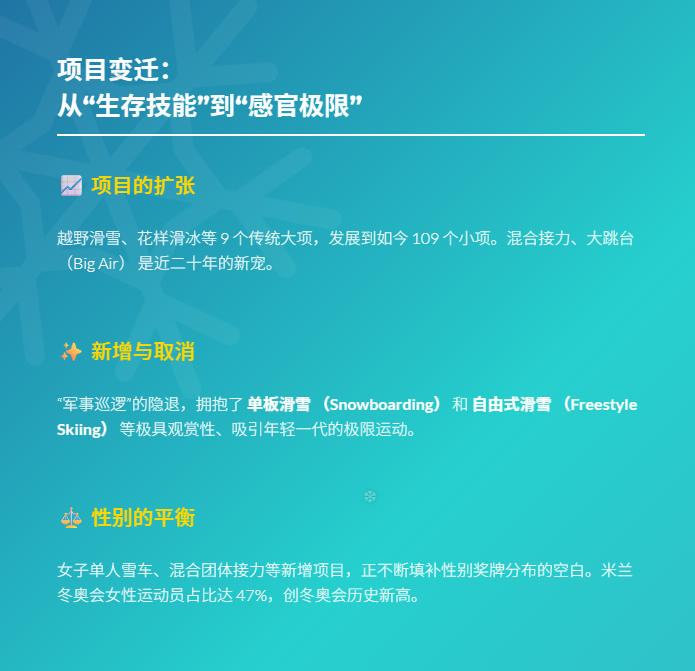 项目变迁：
从“生存技能”到“感官极限”
项目的扩张
越野滑雪、花样滑冰等 9 个传统大项，发展到如今 109 个小项。混合接力、大跳台
（Big Air） 是近二十年的新宠。
新增与取消
“军事巡逻”的隐退，拥抱了 单板滑雪 （Snowboarding） 和 自由式滑雪 （Freestyle
Skiing） 等极具观赏性、吸引年轻一代的极限运动。
性别的平衡
女子单人雪车、混合团体接力等新增项目，正不断填补性别奖牌分布的空白。米兰
冬奥会女性运动员占比达 47%，创冬奥会历史新高。